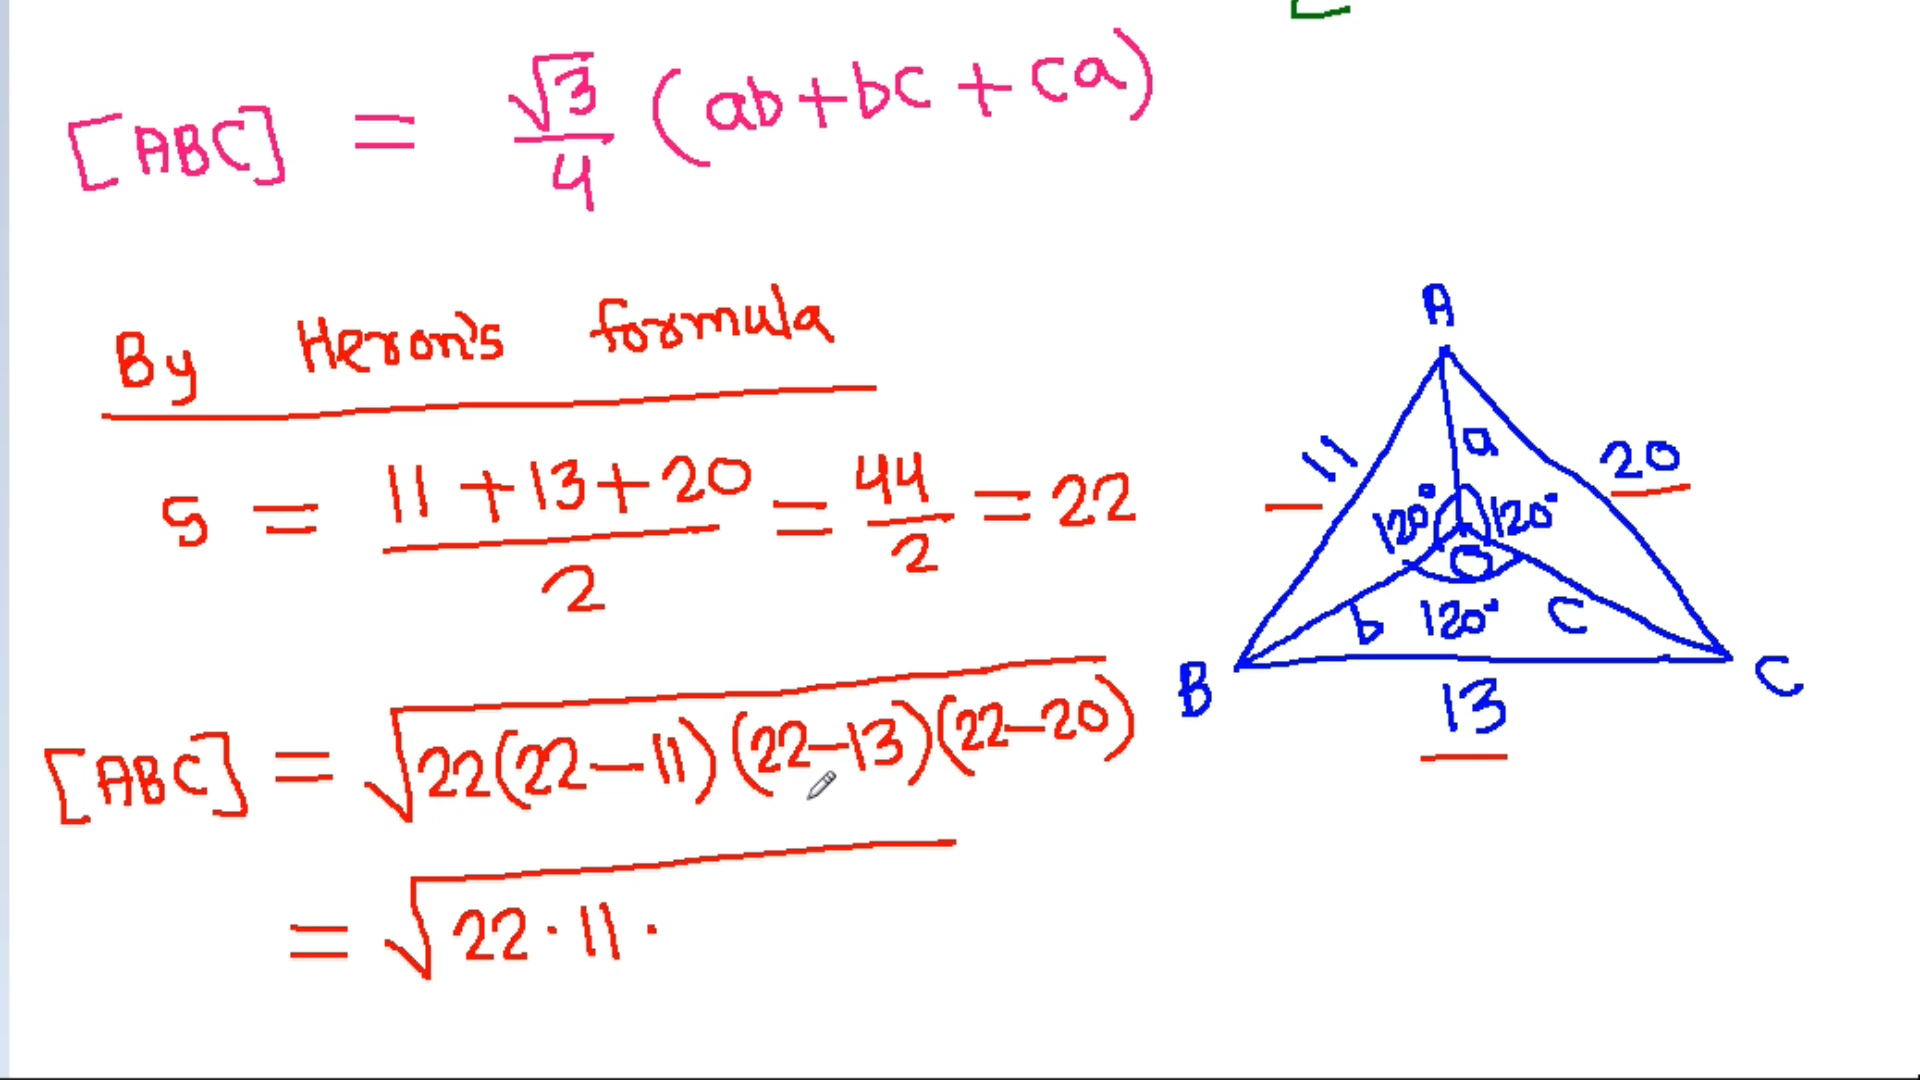 [ABC] = √3/4 (ab+bc+ca)
By Heron's formula
S = 11+13+20/2 = 44/2 = 22
[ABC] = √22(22-11)(22-13)(22-20)
= √22·11·
A
11
a
20
120°
120°
O
b
120°
C
B
13
C